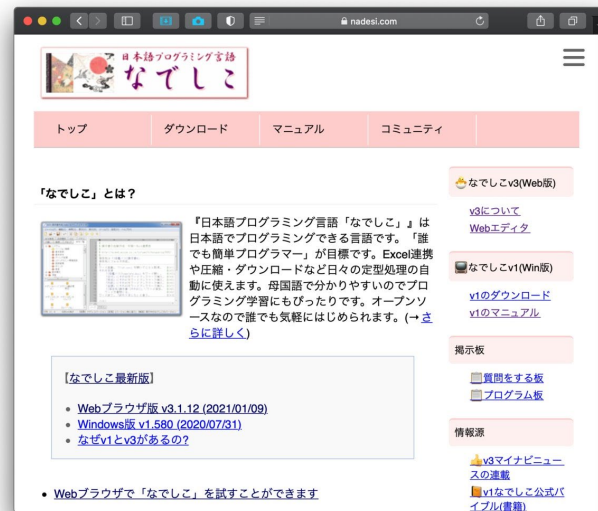 nadesi.com
日本語プログラミング言語
なでしこ
トップ ダウンロード マニュアル コミュニティ
「なでしこ」とは？
『日本語プログラミング言語「なでしこ」』は
日本語でプログラミングできる言語です。「誰
でも簡単プログラマー」が目標です。Excel連携
や圧縮・ダウンロードなど日々の定型処理の自
動に使えます。母国語で分かりやすいのでプロ
グラミング学習にもぴったりです。オープンソ
ースなので誰でも気軽にはじめられます。(→さ
らに詳しく)
【なでしこ最新版】
Webブラウザ版 v3.1.12 (2021/01/09)
Windows版 v1.580 (2020/07/31)
なぜv1とv3があるの?
Webブラウザで「なでしこ」を試すことができます
なでしこv3(Web版)
v3について
Webエディタ
なでしこv1(Win版)
v1のダウンロード
v1のマニュアル
掲示板
質問をする板
プログラム板
情報源
v3マイナビニュー
スの連載
v1なでしこ公式バ
イブル(書籍)